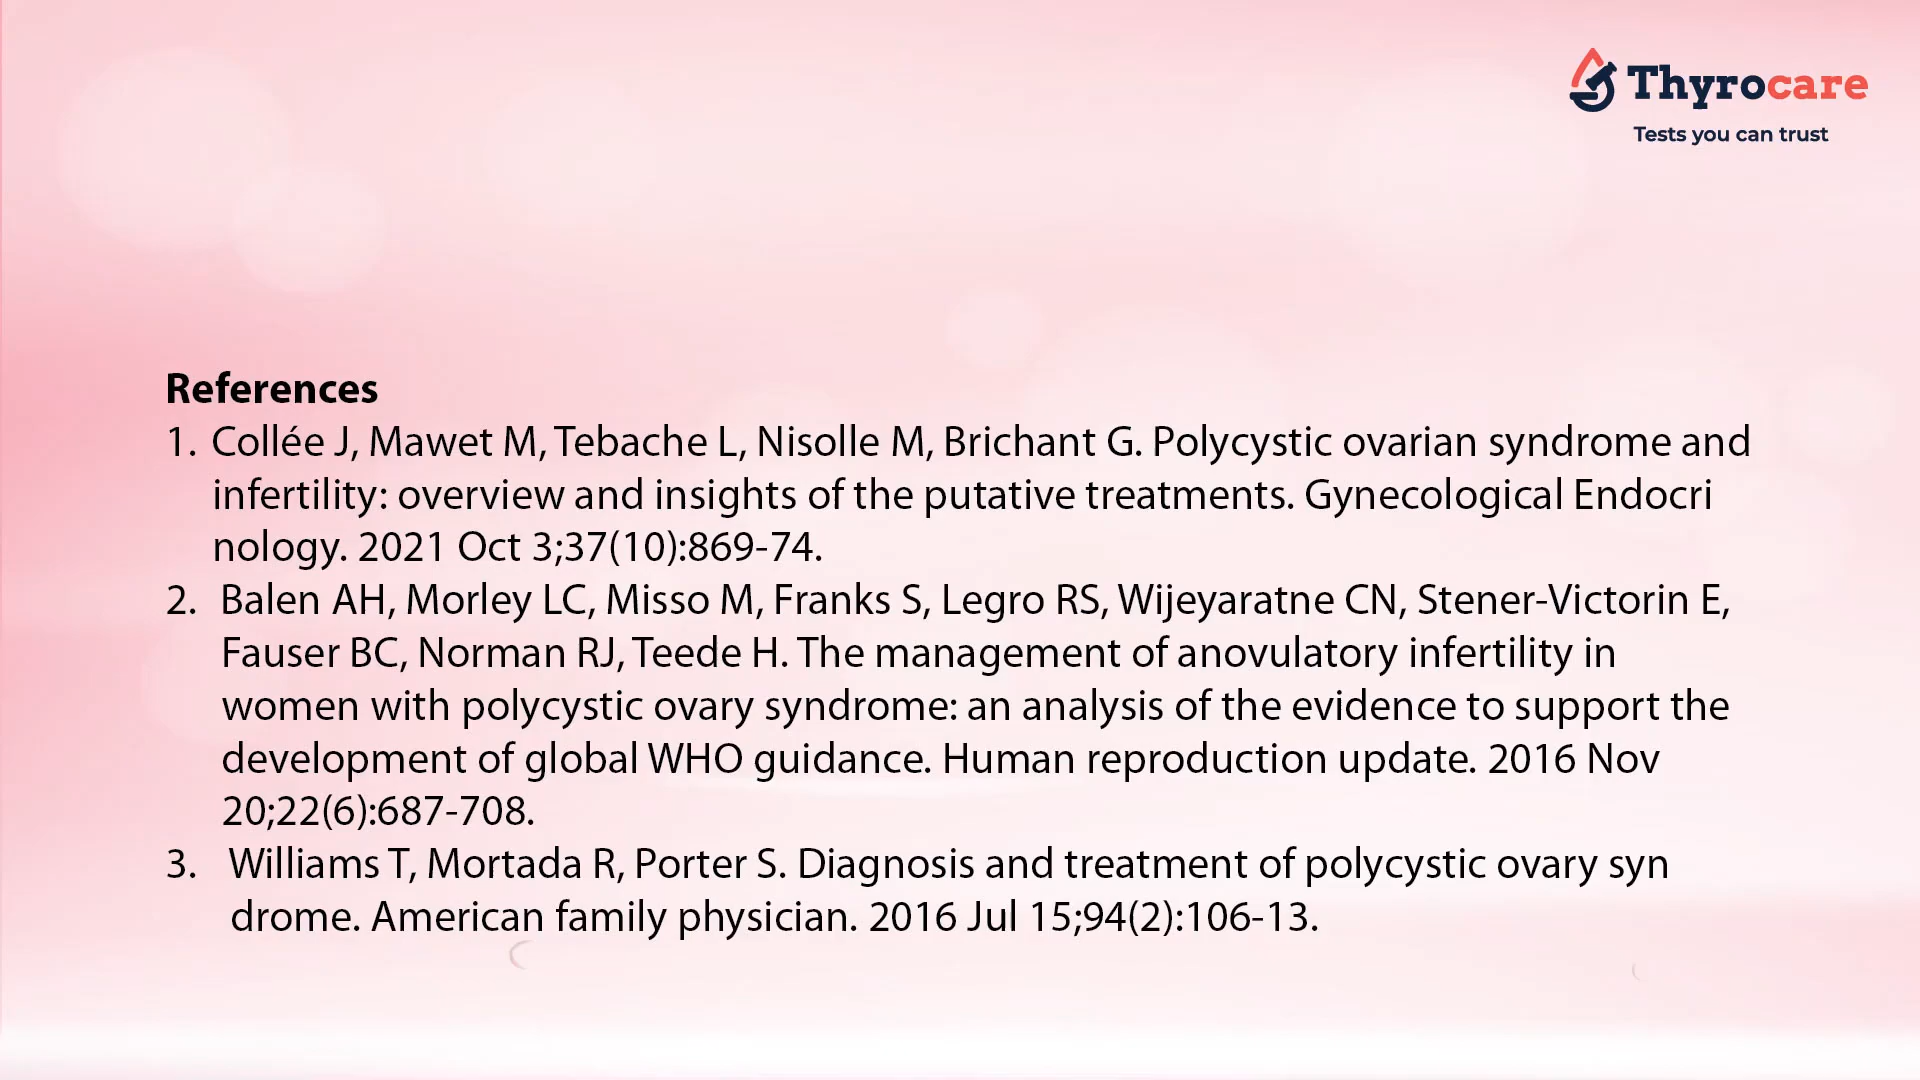 Thyrocare
Tests you can trust
References
1. Collée J, Mawet M, Tebache L, Nisolle M, Brichant G. Polycystic ovarian syndrome and
infertility: overview and insights of the putative treatments. Gynecological Endocri
nology. 2021 Oct 3;37(10):869-74.
2. Balen AH, Morley LC, Misso M, Franks S, Legro RS, Wijeyaratne CN, Stener-Victorin E,
Fauser BC, Norman RJ, Teede H. The management of anovulatory infertility in
women with polycystic ovary syndrome: an analysis of the evidence to support the
development of global WHO guidance. Human reproduction update. 2016 Nov
20;22(6):687-708.
3. Williams T, Mortada R, Porter S. Diagnosis and treatment of polycystic ovary syn
drome. American family physician. 2016 Jul 15;94(2):106-13.